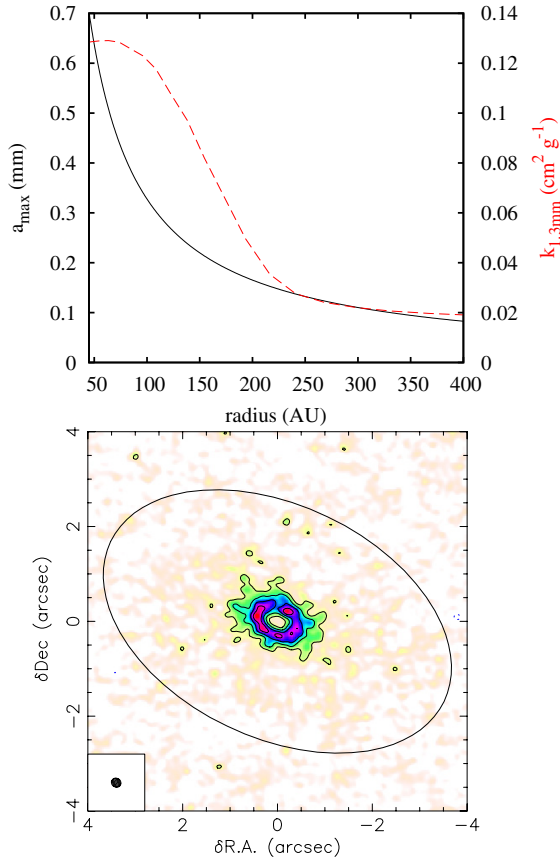 0.7 0.14
0.6 0.12
0.5 0.1
0.4 0.08
0.3 0.06
0.2 0.04
0.1 0.02
0 0
a_max (mm)
k_1.3mm (cm² g⁻¹)
50 100 150 200 250 300 350 400
radius (AU)
4
2
0
−2
−4
δDec (arcsec)
4 2 0 −2 −4
δR.A. (arcsec)